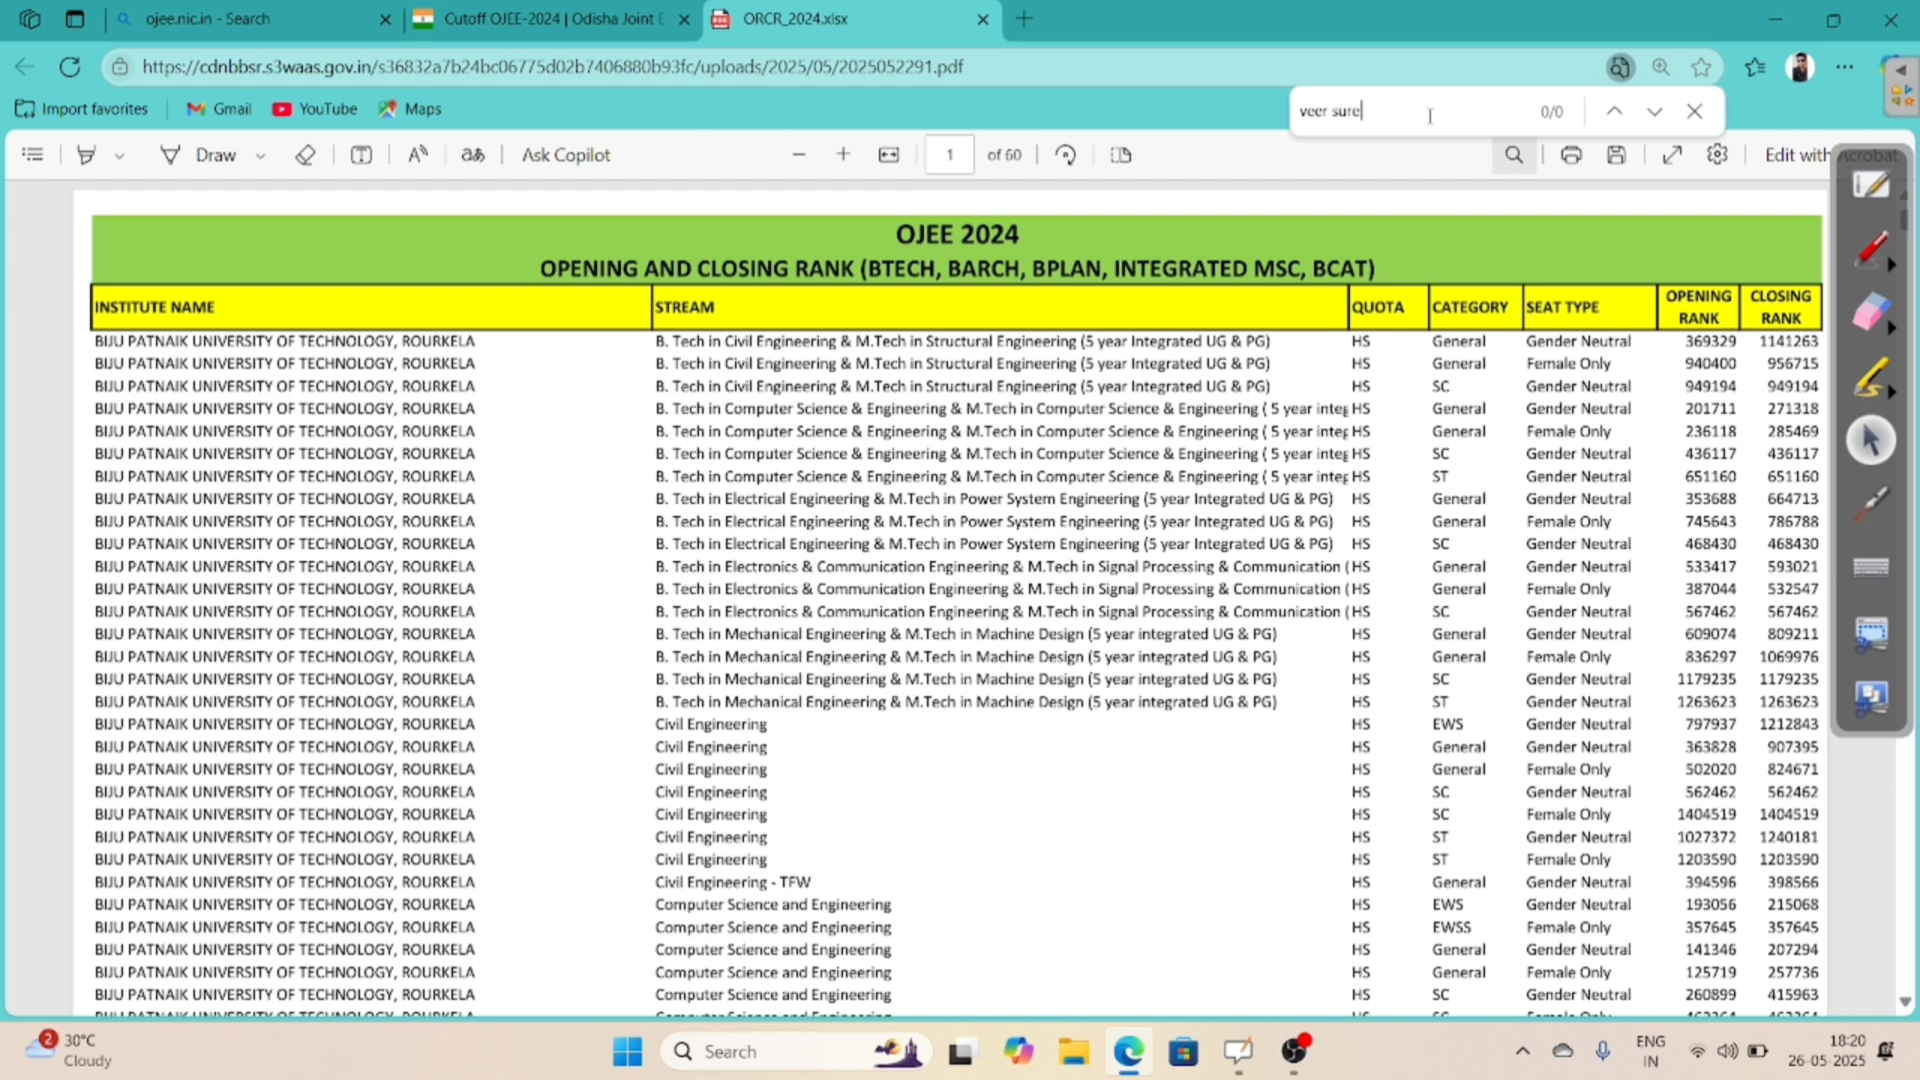 ojee.nic.in - Search
Cutoff OJEE-2024 | Odisha Joint E
ORCR_2024.xlsx
https://cdnbbsr.s3waas.gov.in/s36832a7b24bc06775d02b7406880b93fc/uploads/2025/05/2025052291.pdf
Import favorites
Gmail
YouTube
Maps
veer sure
0/0
Draw
Ask Copilot
1
of 60
Edit with Acrobat
OJEE 2024
OPENING AND CLOSING RANK (BTECH, BARCH, BPLAN, INTEGRATED MSC, BCAT)
INSTITUTE NAME STREAM QUOTA CATEGORY SEAT TYPE OPENING RANK CLOSING RANK
BIJU PATNAIK UNIVERSITY OF TECHNOLOGY, ROURKELA B. Tech in Civil Engineering & M.Tech in Structural Engineering (5 year Integrated UG & PG) HS General Gender Neutral 369329 1141263
BIJU PATNAIK UNIVERSITY OF TECHNOLOGY, ROURKELA B. Tech in Civil Engineering & M.Tech in Structural Engineering (5 year Integrated UG & PG) HS General Female Only 940400 956715
BIJU PATNAIK UNIVERSITY OF TECHNOLOGY, ROURKELA B. Tech in Civil Engineering & M.Tech in Structural Engineering (5 year Integrated UG & PG) HS SC Gender Neutral 949194 949194
BIJU PATNAIK UNIVERSITY OF TECHNOLOGY, ROURKELA B. Tech in Computer Science & Engineering & M.Tech in Computer Science & Engineering ( 5 year integ HS General Gender Neutral 201711 271318
BIJU PATNAIK UNIVERSITY OF TECHNOLOGY, ROURKELA B. Tech in Computer Science & Engineering & M.Tech in Computer Science & Engineering ( 5 year integ HS General Female Only 236118 285469
BIJU PATNAIK UNIVERSITY OF TECHNOLOGY, ROURKELA B. Tech in Computer Science & Engineering & M.Tech in Computer Science & Engineering ( 5 year integ HS SC Gender Neutral 436117 436117
BIJU PATNAIK UNIVERSITY OF TECHNOLOGY, ROURKELA B. Tech in Computer Science & Engineering & M.Tech in Computer Science & Engineering ( 5 year integ HS ST Gender Neutral 651160 651160
BIJU PATNAIK UNIVERSITY OF TECHNOLOGY, ROURKELA B. Tech in Electrical Engineering & M.Tech in Power System Engineering (5 year Integrated UG & PG) HS General Gender Neutral 353688 664713
BIJU PATNAIK UNIVERSITY OF TECHNOLOGY, ROURKELA B. Tech in Electrical Engineering & M.Tech in Power System Engineering (5 year Integrated UG & PG) HS General Female Only 745643 786788
BIJU PATNAIK UNIVERSITY OF TECHNOLOGY, ROURKELA B. Tech in Electrical Engineering & M.Tech in Power System Engineering (5 year Integrated UG & PG) HS SC Gender Neutral 468430 468430
BIJU PATNAIK UNIVERSITY OF TECHNOLOGY, ROURKELA B. Tech in Electronics & Communication Engineering & M.Tech in Signal Processing & Communication ( HS General Gender Neutral 533417 593021
BIJU PATNAIK UNIVERSITY OF TECHNOLOGY, ROURKELA B. Tech in Electronics & Communication Engineering & M.Tech in Signal Processing & Communication ( HS General Female Only 387044 532547
BIJU PATNAIK UNIVERSITY OF TECHNOLOGY, ROURKELA B. Tech in Electronics & Communication Engineering & M.Tech in Signal Processing & Communication ( HS SC Gender Neutral 567462 567462
BIJU PATNAIK UNIVERSITY OF TECHNOLOGY, ROURKELA B. Tech in Mechanical Engineering & M.Tech in Machine Design (5 year integrated UG & PG) HS General Gender Neutral 609074 809211
BIJU PATNAIK UNIVERSITY OF TECHNOLOGY, ROURKELA B. Tech in Mechanical Engineering & M.Tech in Machine Design (5 year integrated UG & PG) HS General Female Only 836297 1069976
BIJU PATNAIK UNIVERSITY OF TECHNOLOGY, ROURKELA B. Tech in Mechanical Engineering & M.Tech in Machine Design (5 year integrated UG & PG) HS SC Gender Neutral 1179235 1179235
BIJU PATNAIK UNIVERSITY OF TECHNOLOGY, ROURKELA B. Tech in Mechanical Engineering & M.Tech in Machine Design (5 year integrated UG & PG) HS ST Gender Neutral 1263623 1263623
BIJU PATNAIK UNIVERSITY OF TECHNOLOGY, ROURKELA Civil Engineering HS EWS Gender Neutral 797937 1212843
BIJU PATNAIK UNIVERSITY OF TECHNOLOGY, ROURKELA Civil Engineering HS General Gender Neutral 363828 907395
BIJU PATNAIK UNIVERSITY OF TECHNOLOGY, ROURKELA Civil Engineering HS General Female Only 502020 824671
BIJU PATNAIK UNIVERSITY OF TECHNOLOGY, ROURKELA Civil Engineering HS SC Gender Neutral 562462 562462
BIJU PATNAIK UNIVERSITY OF TECHNOLOGY, ROURKELA Civil Engineering HS SC Female Only 1404519 1404519
BIJU PATNAIK UNIVERSITY OF TECHNOLOGY, ROURKELA Civil Engineering HS ST Gender Neutral 1027372 1240181
BIJU PATNAIK UNIVERSITY OF TECHNOLOGY, ROURKELA Civil Engineering HS ST Female Only 1203590 1203590
BIJU PATNAIK UNIVERSITY OF TECHNOLOGY, ROURKELA Civil Engineering - TFW HS General Gender Neutral 394596 398566
BIJU PATNAIK UNIVERSITY OF TECHNOLOGY, ROURKELA Computer Science and Engineering HS EWS Gender Neutral 193056 215068
BIJU PATNAIK UNIVERSITY OF TECHNOLOGY, ROURKELA Computer Science and Engineering HS EWSS Female Only 357645 357645
BIJU PATNAIK UNIVERSITY OF TECHNOLOGY, ROURKELA Computer Science and Engineering HS General Gender Neutral 141346 207294
BIJU PATNAIK UNIVERSITY OF TECHNOLOGY, ROURKELA Computer Science and Engineering HS General Female Only 125719 257736
BIJU PATNAIK UNIVERSITY OF TECHNOLOGY, ROURKELA Computer Science and Engineering HS SC Gender Neutral 260899 415963
2
30°C
Cloudy
Search
ENG
IN
18:20
26-05-2025